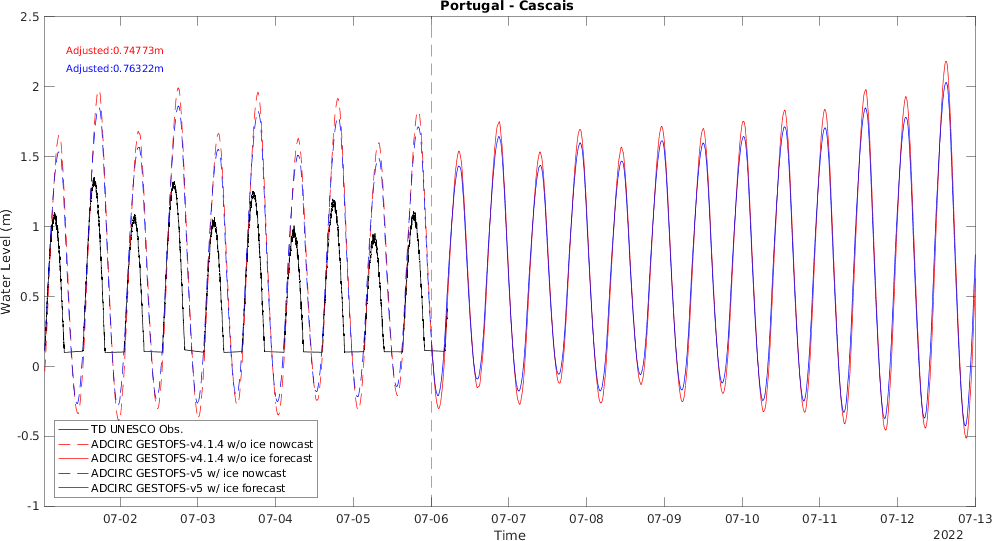 Portugal - Cascais
2.5
Adjusted:0.74773m
Adjusted:0.76322m
2
1.5
1
Water Level (m)
0.5
0
-0.5
TD UNESCO Obs.
ADCIRC GESTOFS-v4.1.4 w/o ice nowcast
ADCIRC GESTOFS-v4.1.4 w/o ice forecast
ADCIRC GESTOFS-v5 w/ ice nowcast
ADCIRC GESTOFS-v5 w/ ice forecast
-1
07-02 07-03 07-04 07-05 07-06 07-07 07-08 07-09 07-10 07-11 07-12 07-13
Time
2022